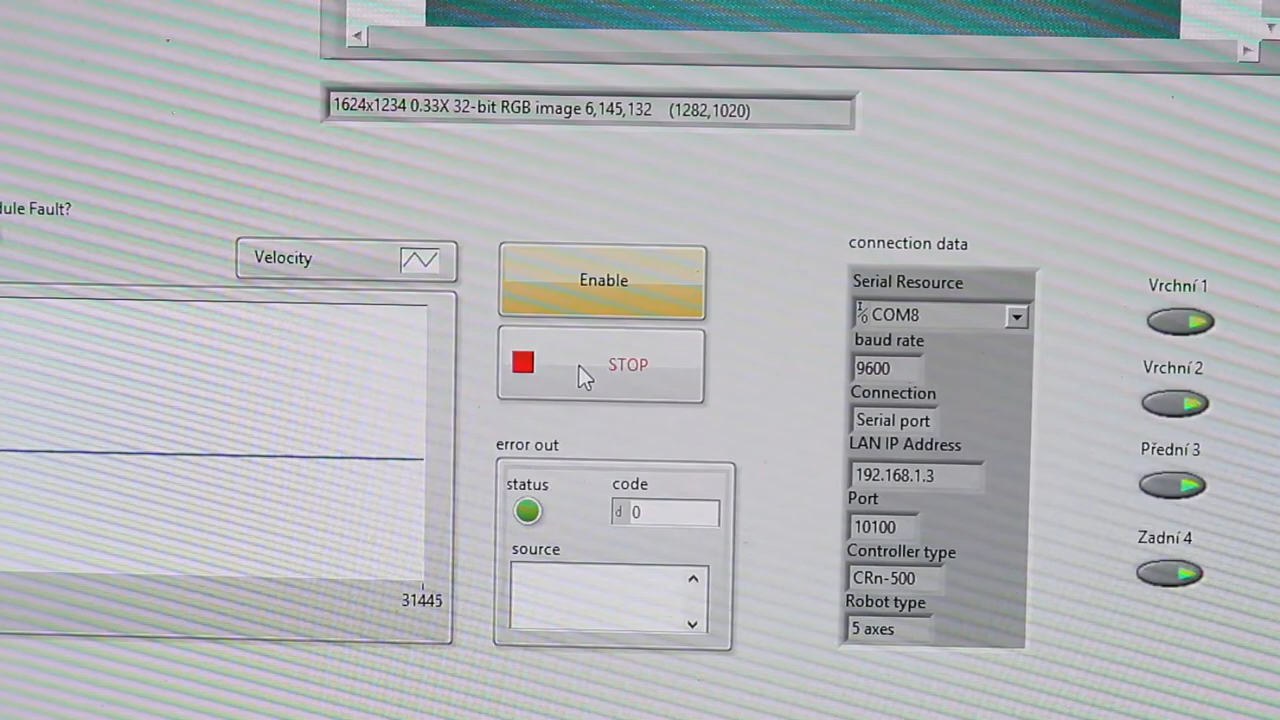 1624x1234 0.33X 32-bit RGB image 6,145,132 (1282,1020)
Fault?
Velocity
Enable
STOP
error out
status
code
d 0
source
31445
connection data
Serial Resource
COM8
baud rate
9600
Connection
Serial port
LAN IP Address
192.168.1.3
Port
10100
Controller type
CRn-500
Robot type
5 axes
Vrchní 1
Vrchní 2
Přední 3
Zadní 4